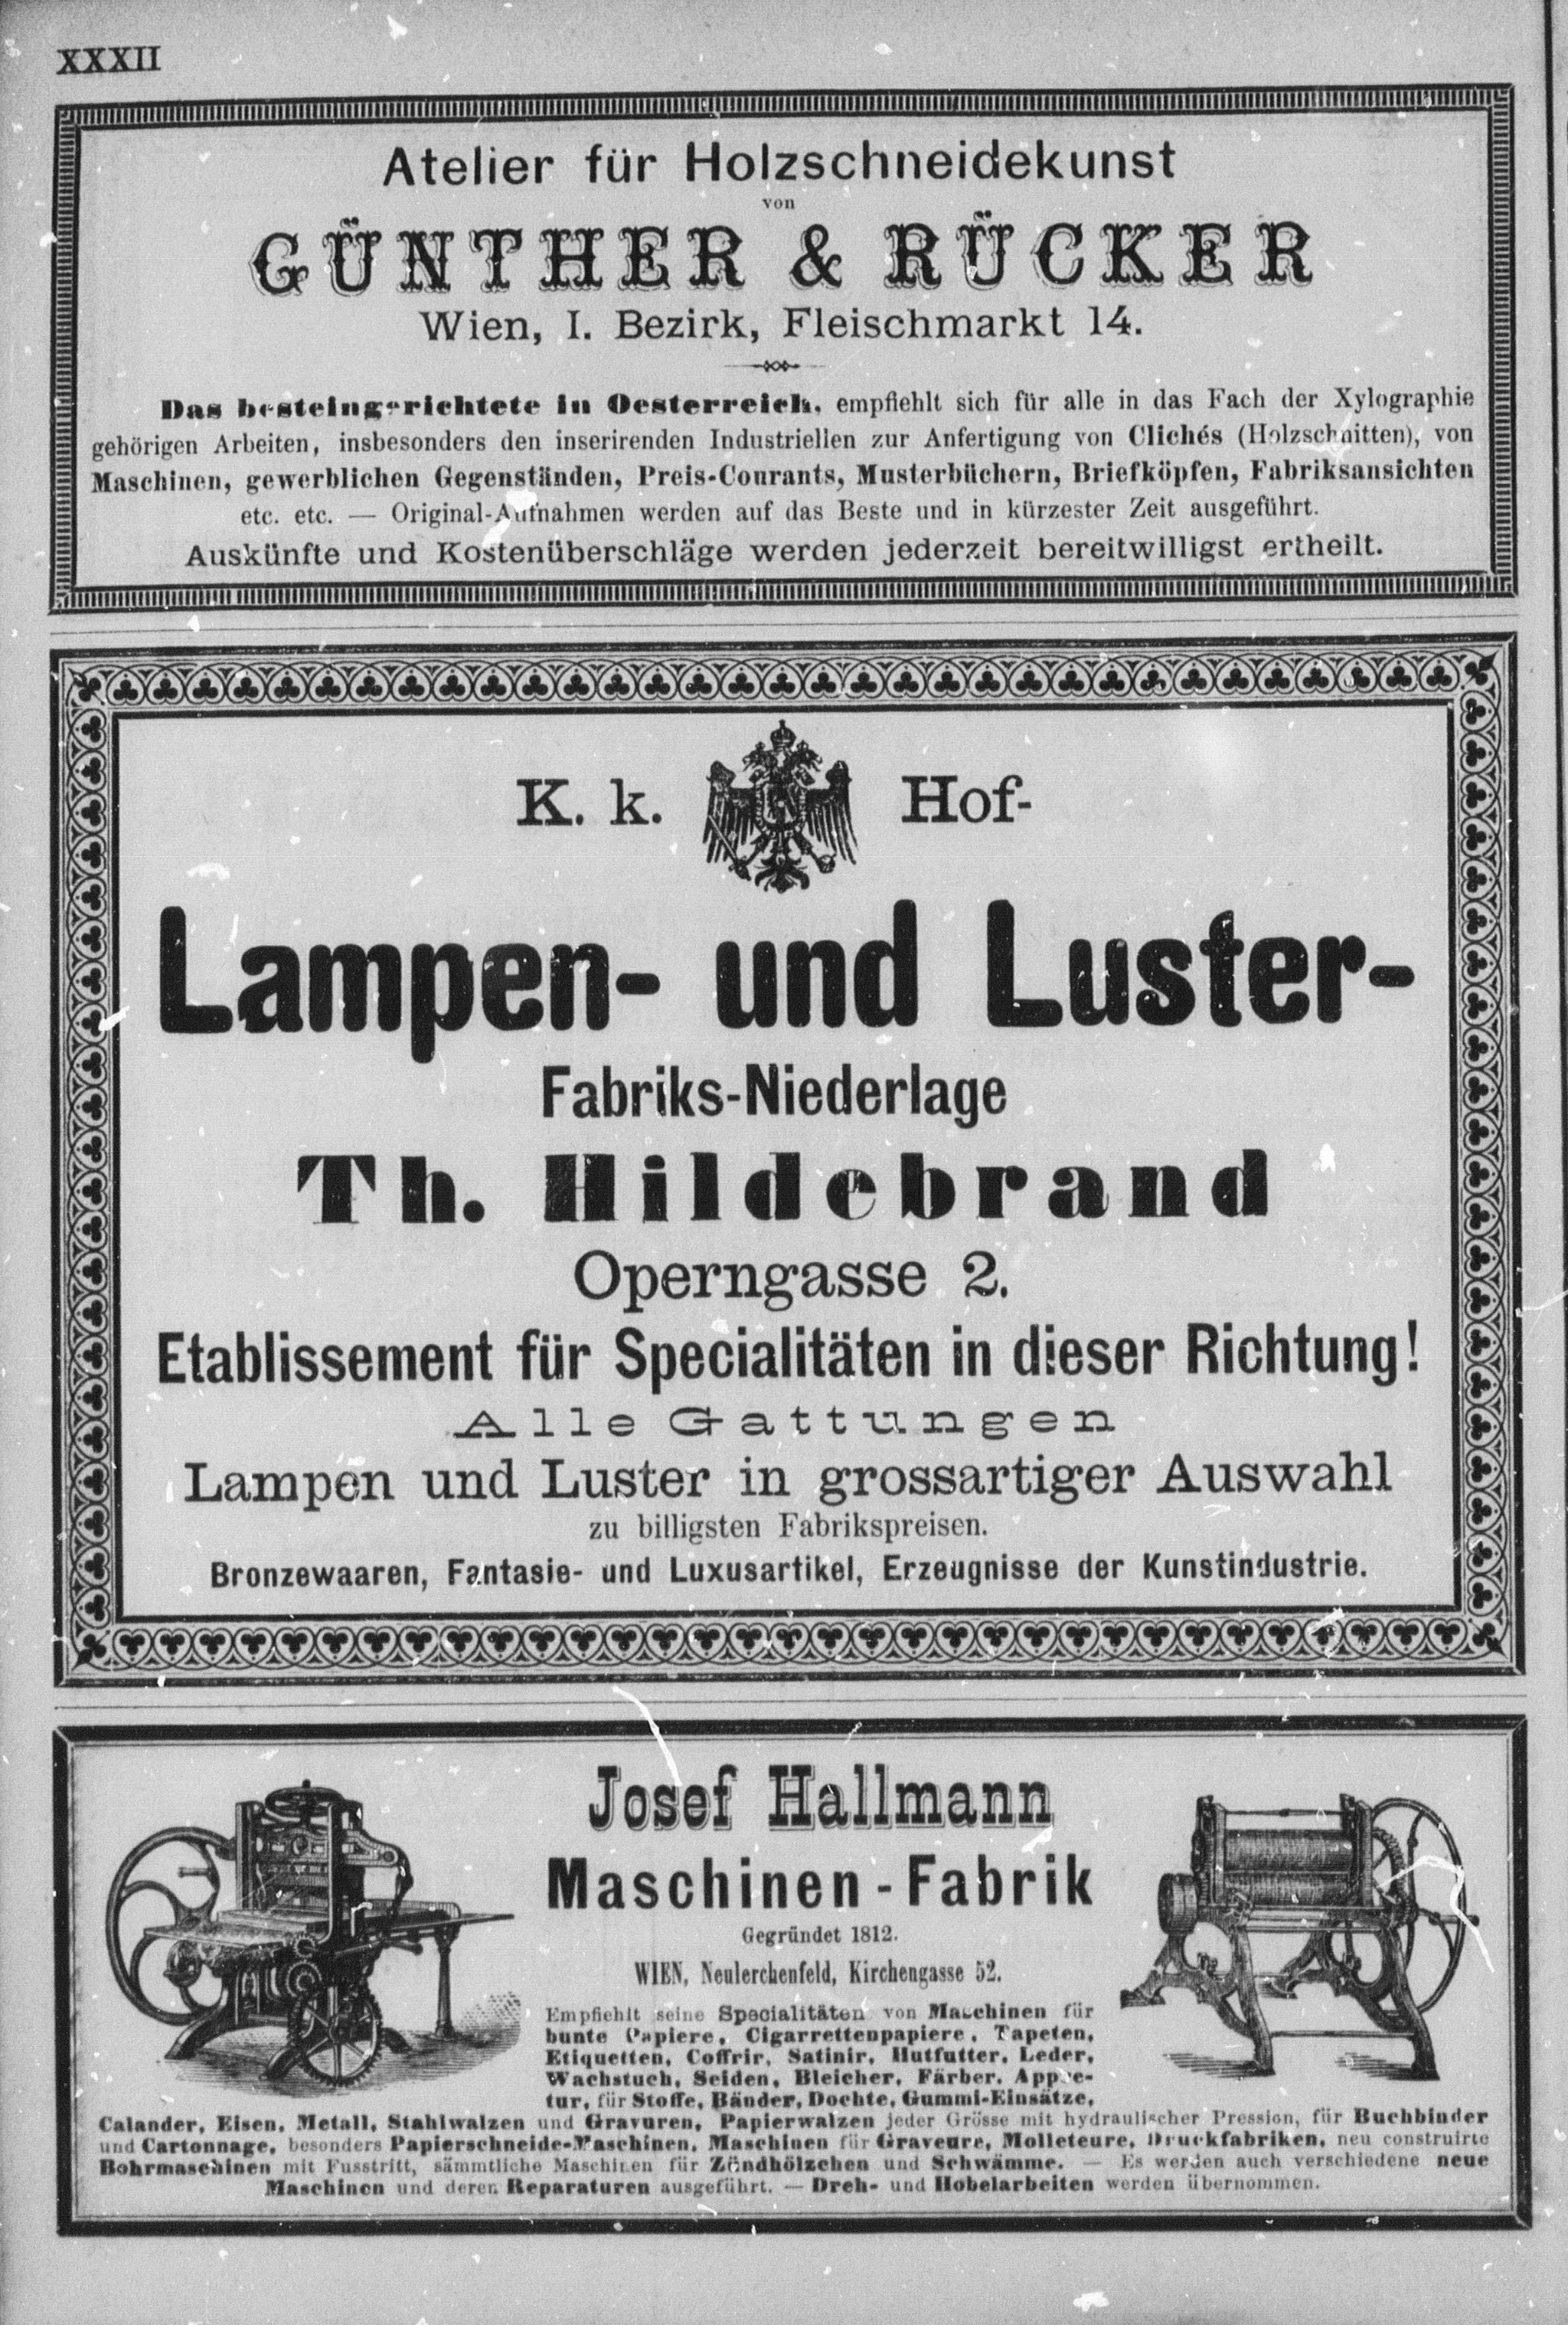 XXXII
Atelier für Holzschneidekunst
von
GÜNTHER & RÜCKER
Wien, I. Bezirk, Fleischmarkt 14.
Das besteingerichtete in Oesterreich, empfiehlt sich für alle in das Fach der Xylographie
gehörigen Arbeiten, insbesonders den inserirenden Industriellen zur Anfertigung von Clichés (Holzschnitten), von
Maschinen, gewerblichen Gegenständen, Preis-Courants, Musterbüchern, Briefköpfen, Fabriksansichten
etc. etc. — Original-Aufnahmen werden auf das Beste und in kürzester Zeit ausgeführt.
Auskünfte und Kostenüberschläge werden jederzeit bereitwilligst ertheilt.
K. k. Hof-
Lampen- und Luster-
Fabriks-Niederlage
Th. Hildebrand
Operngasse 2.
Etablissement für Specialitäten in dieser Richtung!
Alle Gattungen
Lampen und Luster in grossartiger Auswahl
zu billigsten Fabrikspreisen.
Bronzewaaren, Fantasie- und Luxusartikel, Erzeugnisse der Kunstindustrie.
Josef Hallmann
Maschinen-Fabrik
Gegründet 1812.
WIEN, Neulerchenfeld, Kirchengasse 52.
Empfiehlt seine Specialitäten von Maschinen für
bunte Papiere, Cigarrettenpapiere, Tapeten,
Etiquetten, Coffrir, Satinir, Hutfutter, Leder,
Wachstuch, Seiden, Bleicher, Färber, Appre-
tur, für Stoffe, Bänder, Dochte, Gummi-Einsätze,
Calander, Eisen, Metall, Stahlwalzen und Gravuren, Papierwalzen jeder Grösse mit hydraulischer Pression, für Buchbinder
und Cartonnage, besonders Papierschneide-Maschinen, Maschinen für Graveure, Molleteure, Druckfabriken, neu construirte
Bohrmaschinen mit Fusstritt, sämmtliche Maschinen für Zündhölzchen und Schwämme. — Es werden auch verschiedene neue
Maschinen und deren Reparaturen ausgeführt. — Dreh- und Hobelarbeiten werden übernommen.